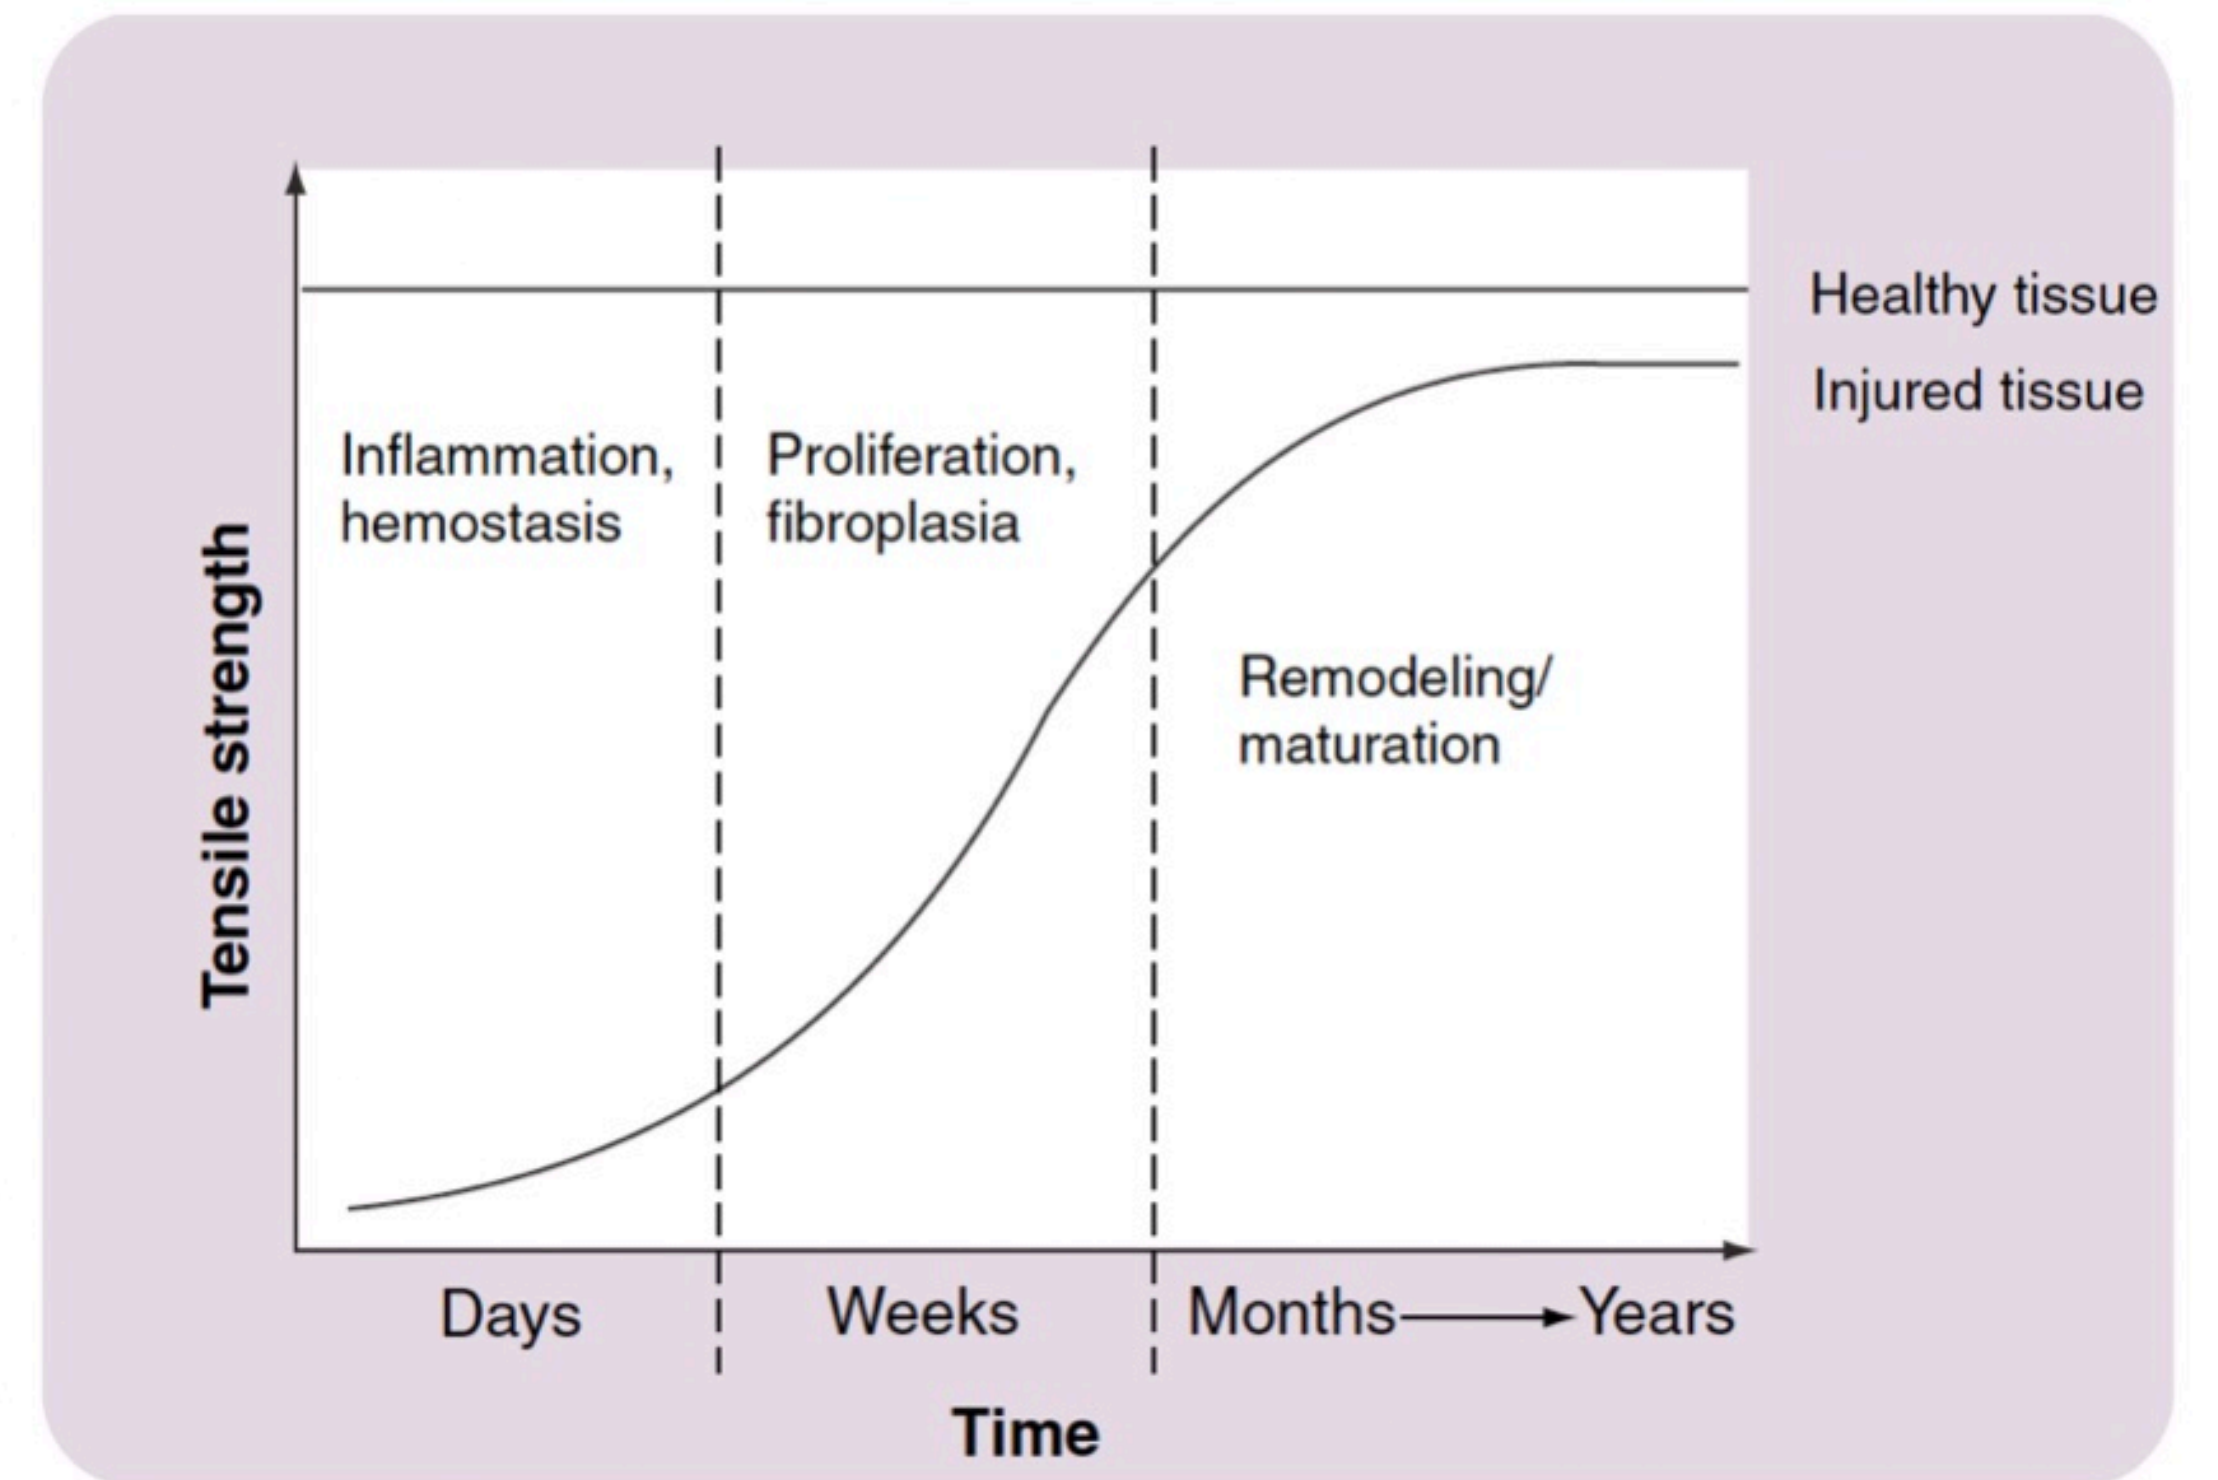 Healthy tissue
Injured tissue
Inflammation,
hemostasis
Proliferation,
fibroplasia
Remodeling/
maturation
Tensile strength
Days
Weeks
Months
Years
Time